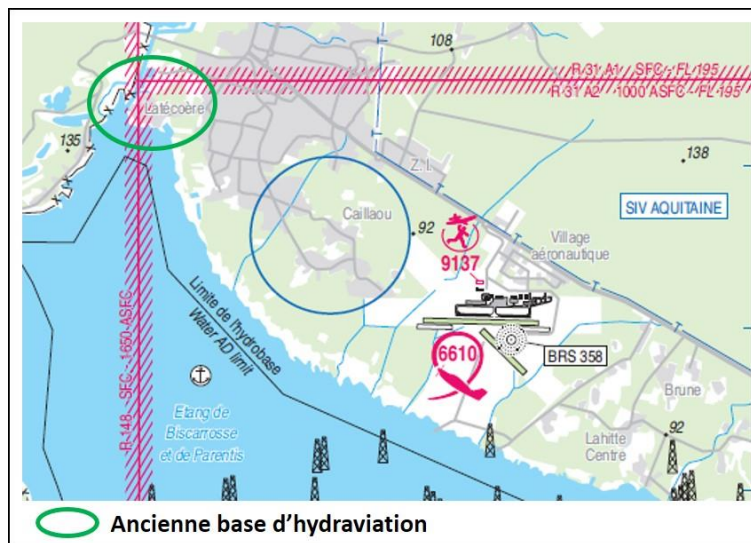 108
R 31 A1 SFC - FL 195
R 31 A2 1000 ASFC - FL 195
Latécoère
135
138
Z. I.
SIV AQUITAINE
Caillaou
92
Village
aéronautique
9137
Limite de l'hydrobase
Water AD limit
R 148 - SFC - 1650 ASFC
6610
BRS 358
Etang de
Biscarrosse
et de Parentis
Brune
Lahitte
Centre
92
Ancienne base d'hydraviation